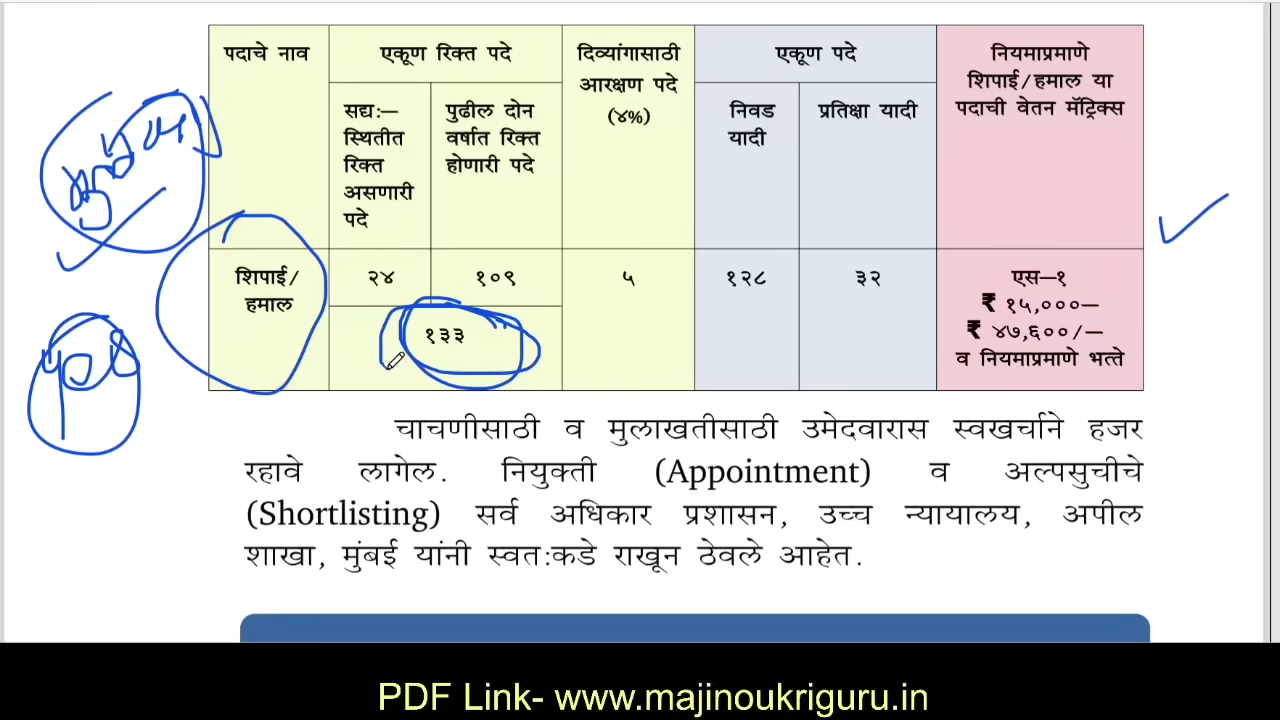 पदाचे नाव
एकूण रिक्त पदे
दिव्यांगासाठी
आरक्षण पदे
(४%)
एकूण पदे
नियमाप्रमाणे
शिपाई/हमाल या
पदाची वेतन मॅट्रिक्स
सद्य:—
स्थितीत
रिक्त
असणारी
पदे
पुढील दोन
वर्षात रिक्त
होणारी पदे
निवड
यादी
प्रतिक्षा यादी
शिपाई/
हमाल
२४
१०९
५
१२८
३२
एस—१
₹ १५,०००—
₹ ४७,६००/—
व नियमाप्रमाणे भत्ते
१३३
चाचणीसाठी व मुलाखतीसाठी उमेदवारास स्वखर्चाने हजर
रहावे लागेल. नियुक्ती (Appointment) व अल्पसुचीचे
(Shortlisting) सर्व अधिकार प्रशासन, उच्च न्यायालय, अपील
शाखा, मुंबई यांनी स्वत:कडे राखून ठेवले आहेत.
PDF Link- www.majinoukriguru.in